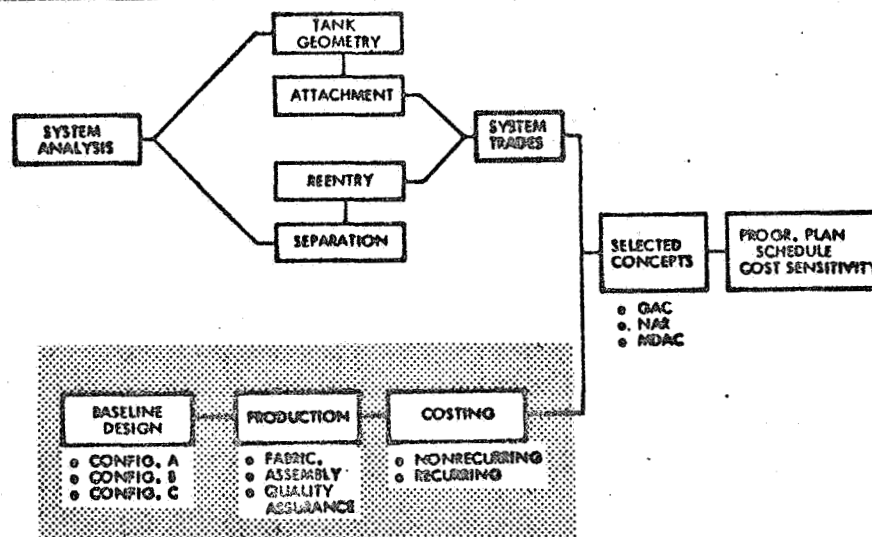 TANK
GEOMETRY
ATTACHMENT
SYSTEM
ANALYSIS
SYSTEM
TRADES
REENTRY
SEPARATION
SELECTED
CONCEPTS
• GAC
• NAR
• MDAC
PROGR. PLAN
SCHEDULE
COST SENSITIVITY
BASELINE
DESIGN
• CONFIG. A
• CONFIG. B
• CONFIG. C
PRODUCTION
• FABRIC.
• ASSEMBLY
• QUALITY
ASSURANCE
COSTING
• NONRECURRING
• RECURRING